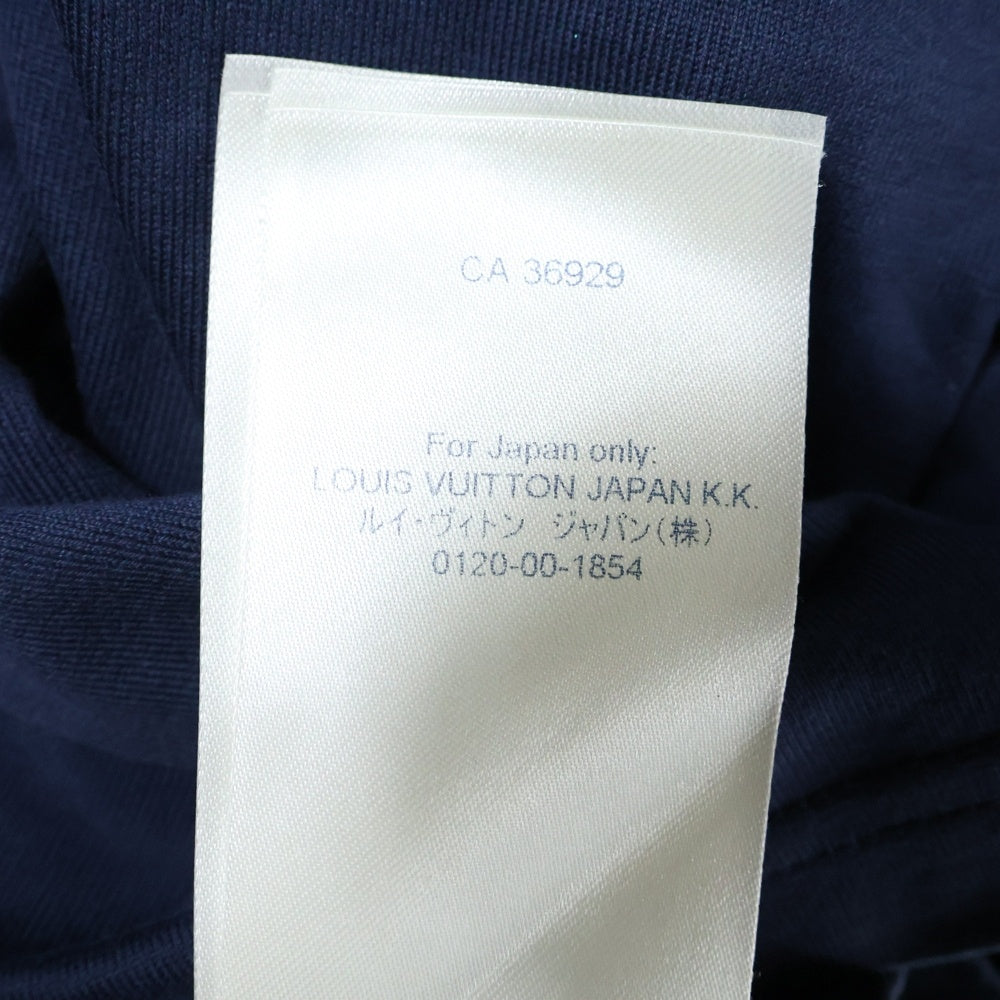 CA 36929
For Japan only:
LOUIS VUITTON JAPAN K.K.
ルイ・ヴィトン ジャパン(株)
0120-00-1854